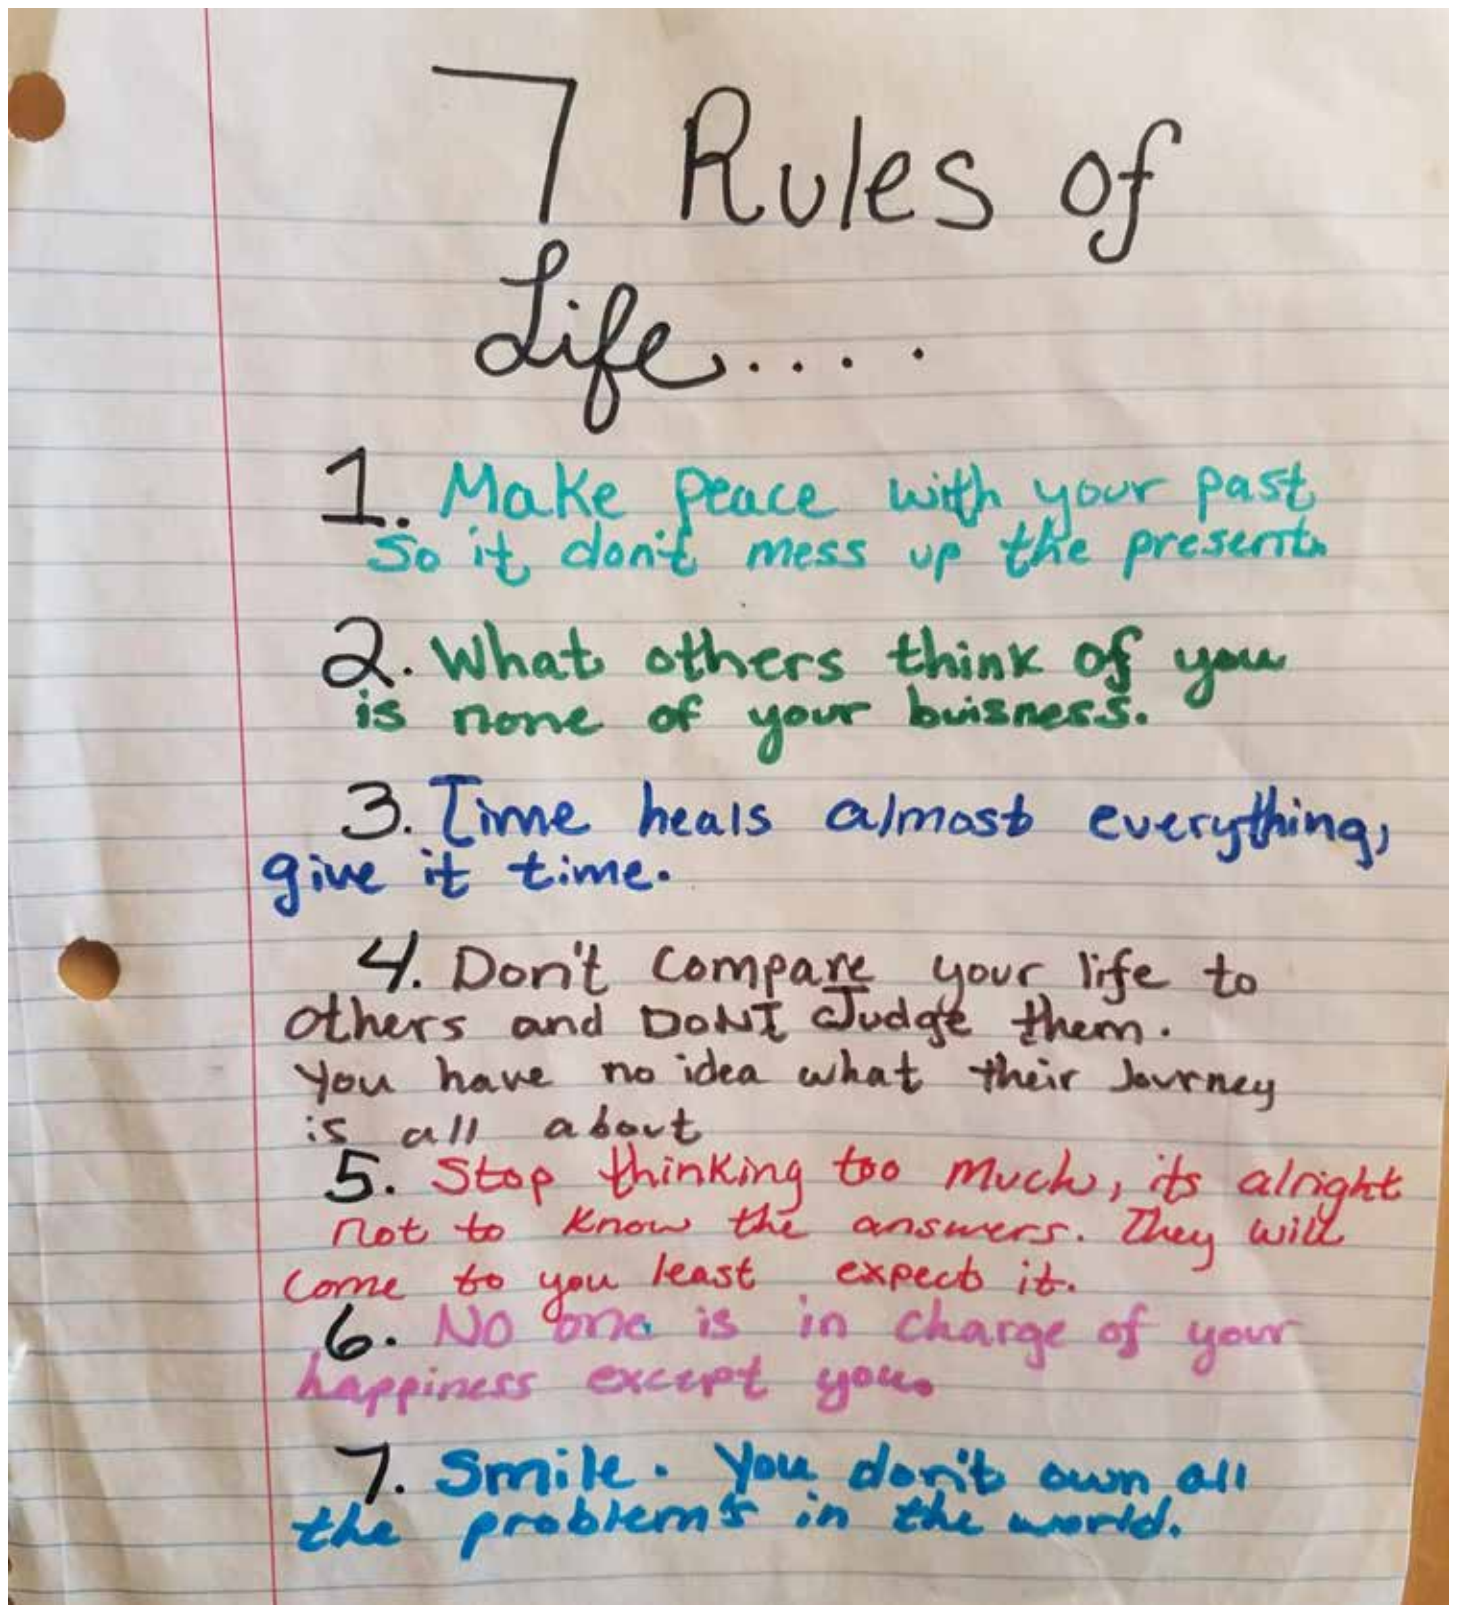 7 Rules of
Life....
1. Make peace with your past
So it don't mess up the present.
2. What others think of you
is none of your buisness.
3. Time heals almost everything,
give it time.
4. Don't compare your life to
others and DON'T Judge them.
You have no idea what their Journey
is all about
5. Stop thinking too much, its alright
not to know the answers. They will
come to you least expect it.
6. No one is in charge of your
happiness except you.
7. Smile. You don't own all
the problems in the world.